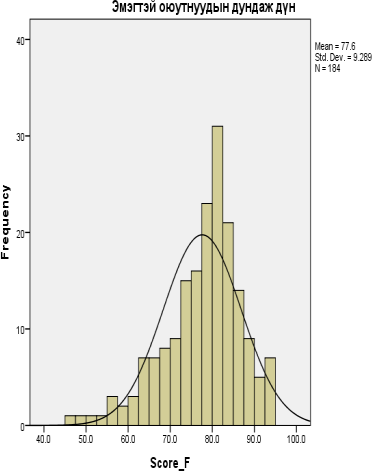 Эмэгтэй оюутнуудын дундаж дүн
Mean = 77.6
Std. Dev. = 9.289
N = 184
Frequency
40
30
20
10
0
40.0 50.0 60.0 70.0 80.0 90.0 100.0
Score_F